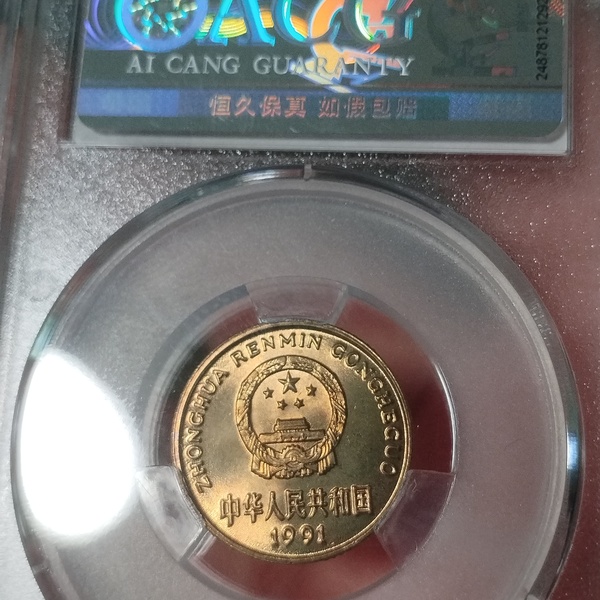 ACG
AI CANG GUARANTY
恒久保真 如假包赔
ZHONGHUA RENMIN GONGHEGUO
中华人民共和国
1991